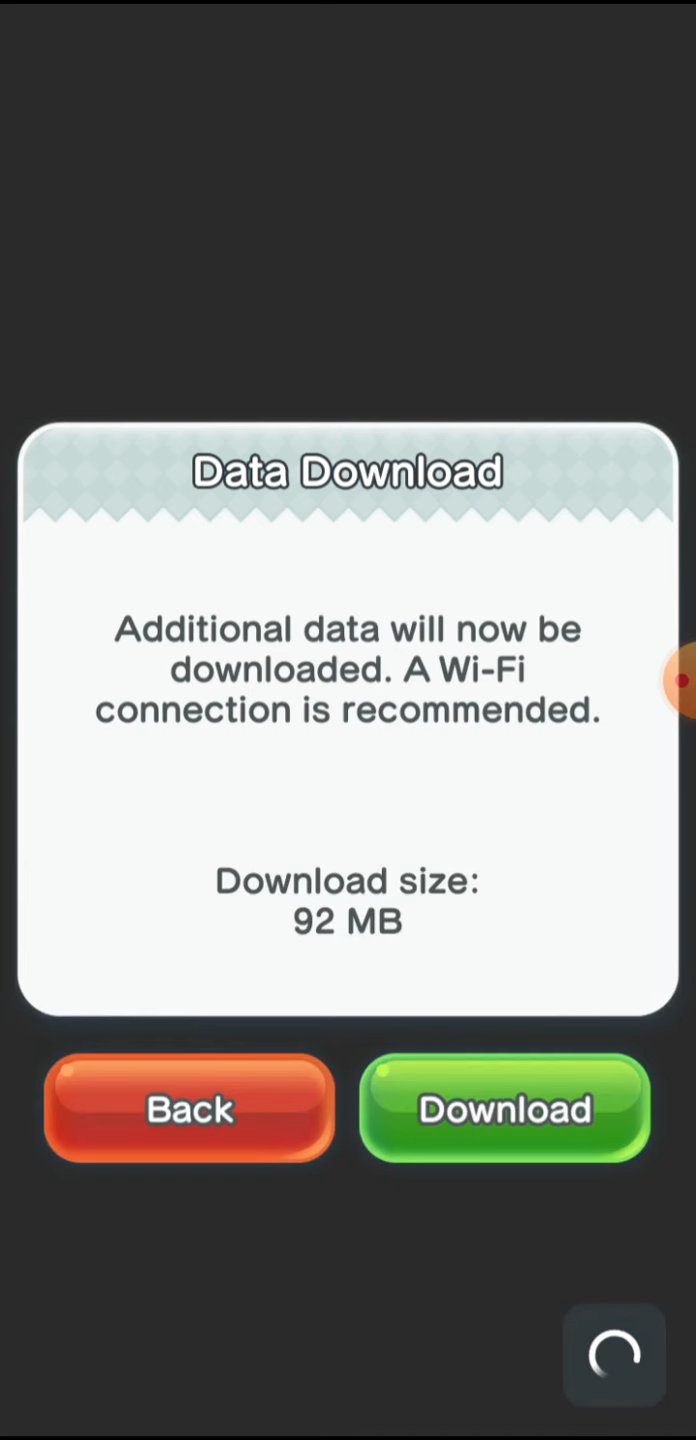 Data Download
Additional data will now be
downloaded. A Wi-Fi
connection is recommended.
Download size:
92 MB
Back
Download